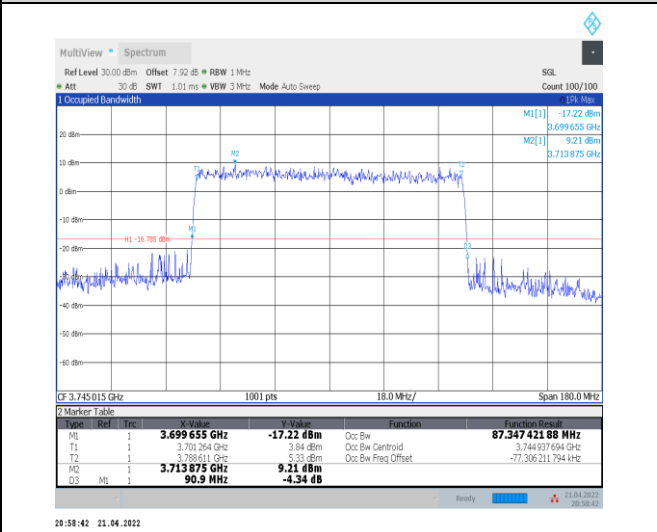 MultiView Spectrum
Ref Level 30.00 dBm Offset 7.92 dB RBW 1 MHz SGL
Att 30 dB SWT 1.01 ms VBW 3 MHz Mode Auto Sweep Count 100/100
1 Occupied Bandwidth 1Pk Max
M1[1] -17.22 dBm
3.699655 GHz
M2[1] 9.21 dBm
3.713875 GHz
20 dBm
M2
10 dBm
T1
T2
0 dBm
-10 dBm
M1
H1 -16.785 dBm
D3
-20 dBm
-30 dBm
-40 dBm
-50 dBm
-60 dBm
CF 3.745015 GHz 1001 pts 18.0 MHz/ Span 180.0 MHz
2 Marker Table
Type Ref Trc X-Value Y-Value Function Function Result
M1 1 3.699 655 GHz -17.22 dBm Occ Bw 87.347 421 88 MHz
T1 1 3.701 264 GHz 3.84 dBm Occ Bw Centroid 3.744 937 694 GHz
T2 1 3.788 611 GHz 5.33 dBm Occ Bw Freq Offset -77.306 211 794 kHz
M2 1 3.713 875 GHz 9.21 dBm
D3 M1 1 90.9 MHz -4.34 dB
Ready 21.04.2022
20:58:42
20:58:42 21.04.2022